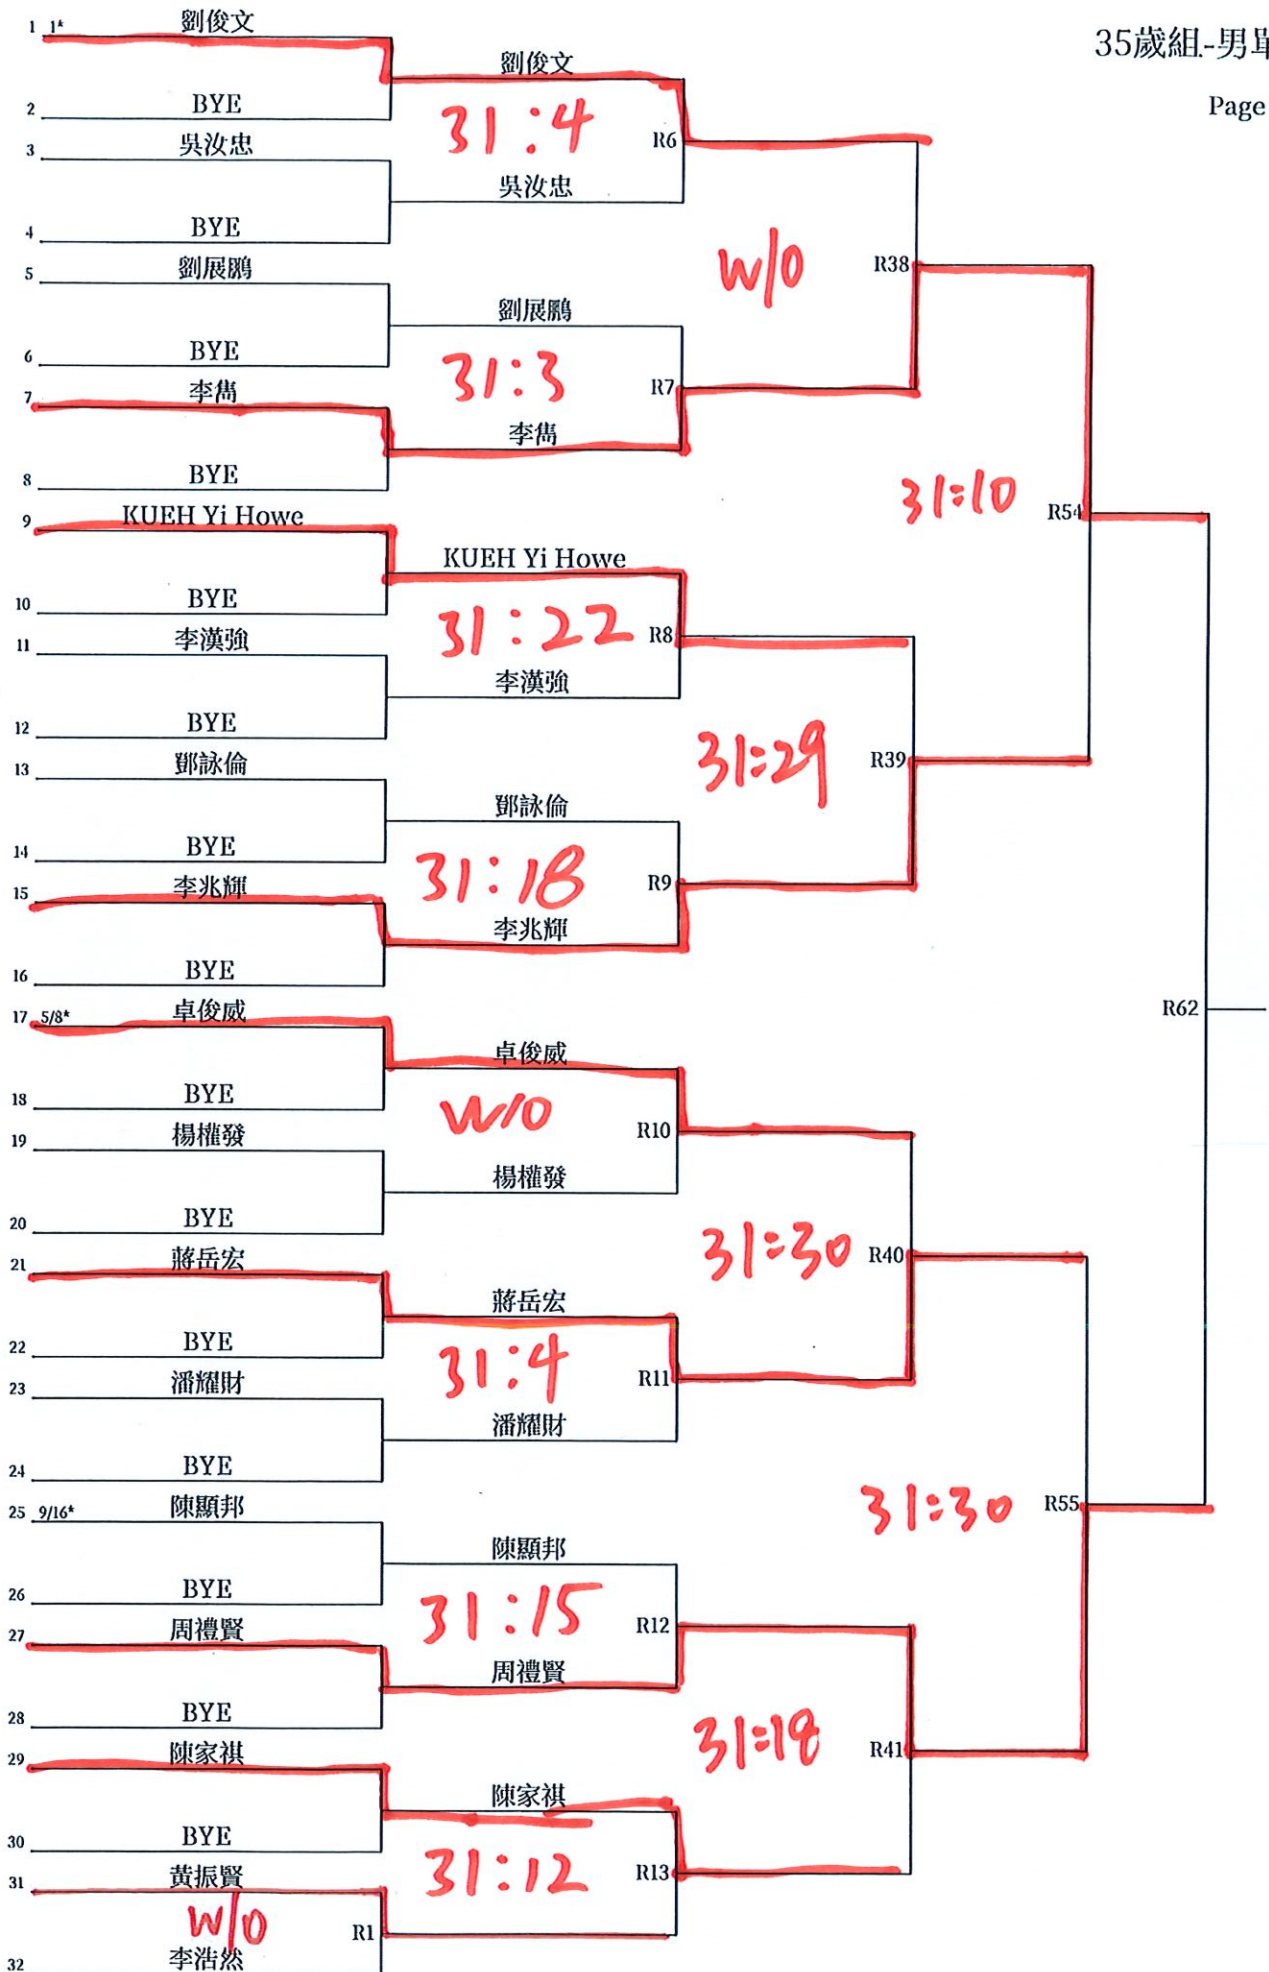 35歲組-男單
Page
1 1* 劉俊文
劉俊文
2 BYE
31:4
R6
3 吳汝忠
吳汝忠
4 BYE
W/O
R38
5 劉展鵬
劉展鵬
6 BYE
31:3
R7
7 李雋
李雋
8 BYE
31:10
R54
9 KUEH Yi Howe
KUEH Yi Howe
10 BYE
31:22
R8
11 李漢強
李漢強
12 BYE
31:29
R39
13 鄧詠倫
鄧詠倫
14 BYE
31:18
R9
15 李兆輝
李兆輝
16 BYE
R62
17 5/8* 卓俊威
卓俊威
18 BYE
W/O
R10
19 楊權發
楊權發
20 BYE
31:30
R40
21 蔣岳宏
蔣岳宏
22 BYE
31:4
R11
23 潘耀財
潘耀財
24 BYE
31:30
R55
25 9/16* 陳顯邦
陳顯邦
26 BYE
31:15
R12
27 周禮賢
周禮賢
28 BYE
31:18
R41
29 陳家祺
陳家祺
30 BYE
31:12
R13
31 黃振賢
W/O
R1
32 李浩然